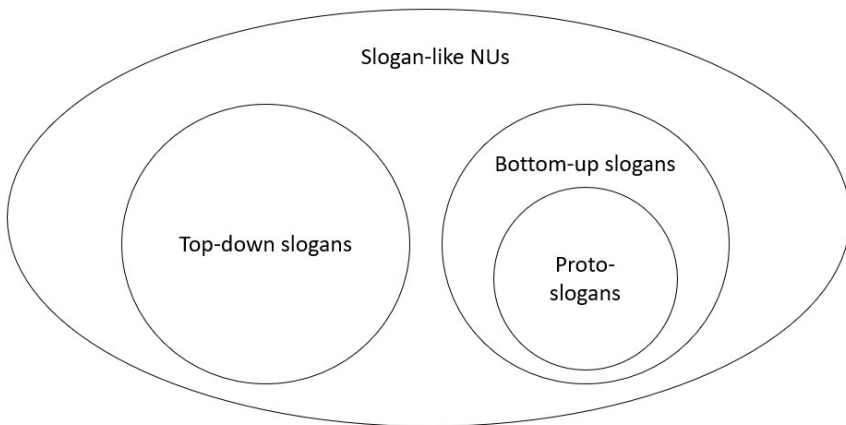 Slogan-like NUs
Bottom-up slogans
Top-down slogans
Proto-
slogans